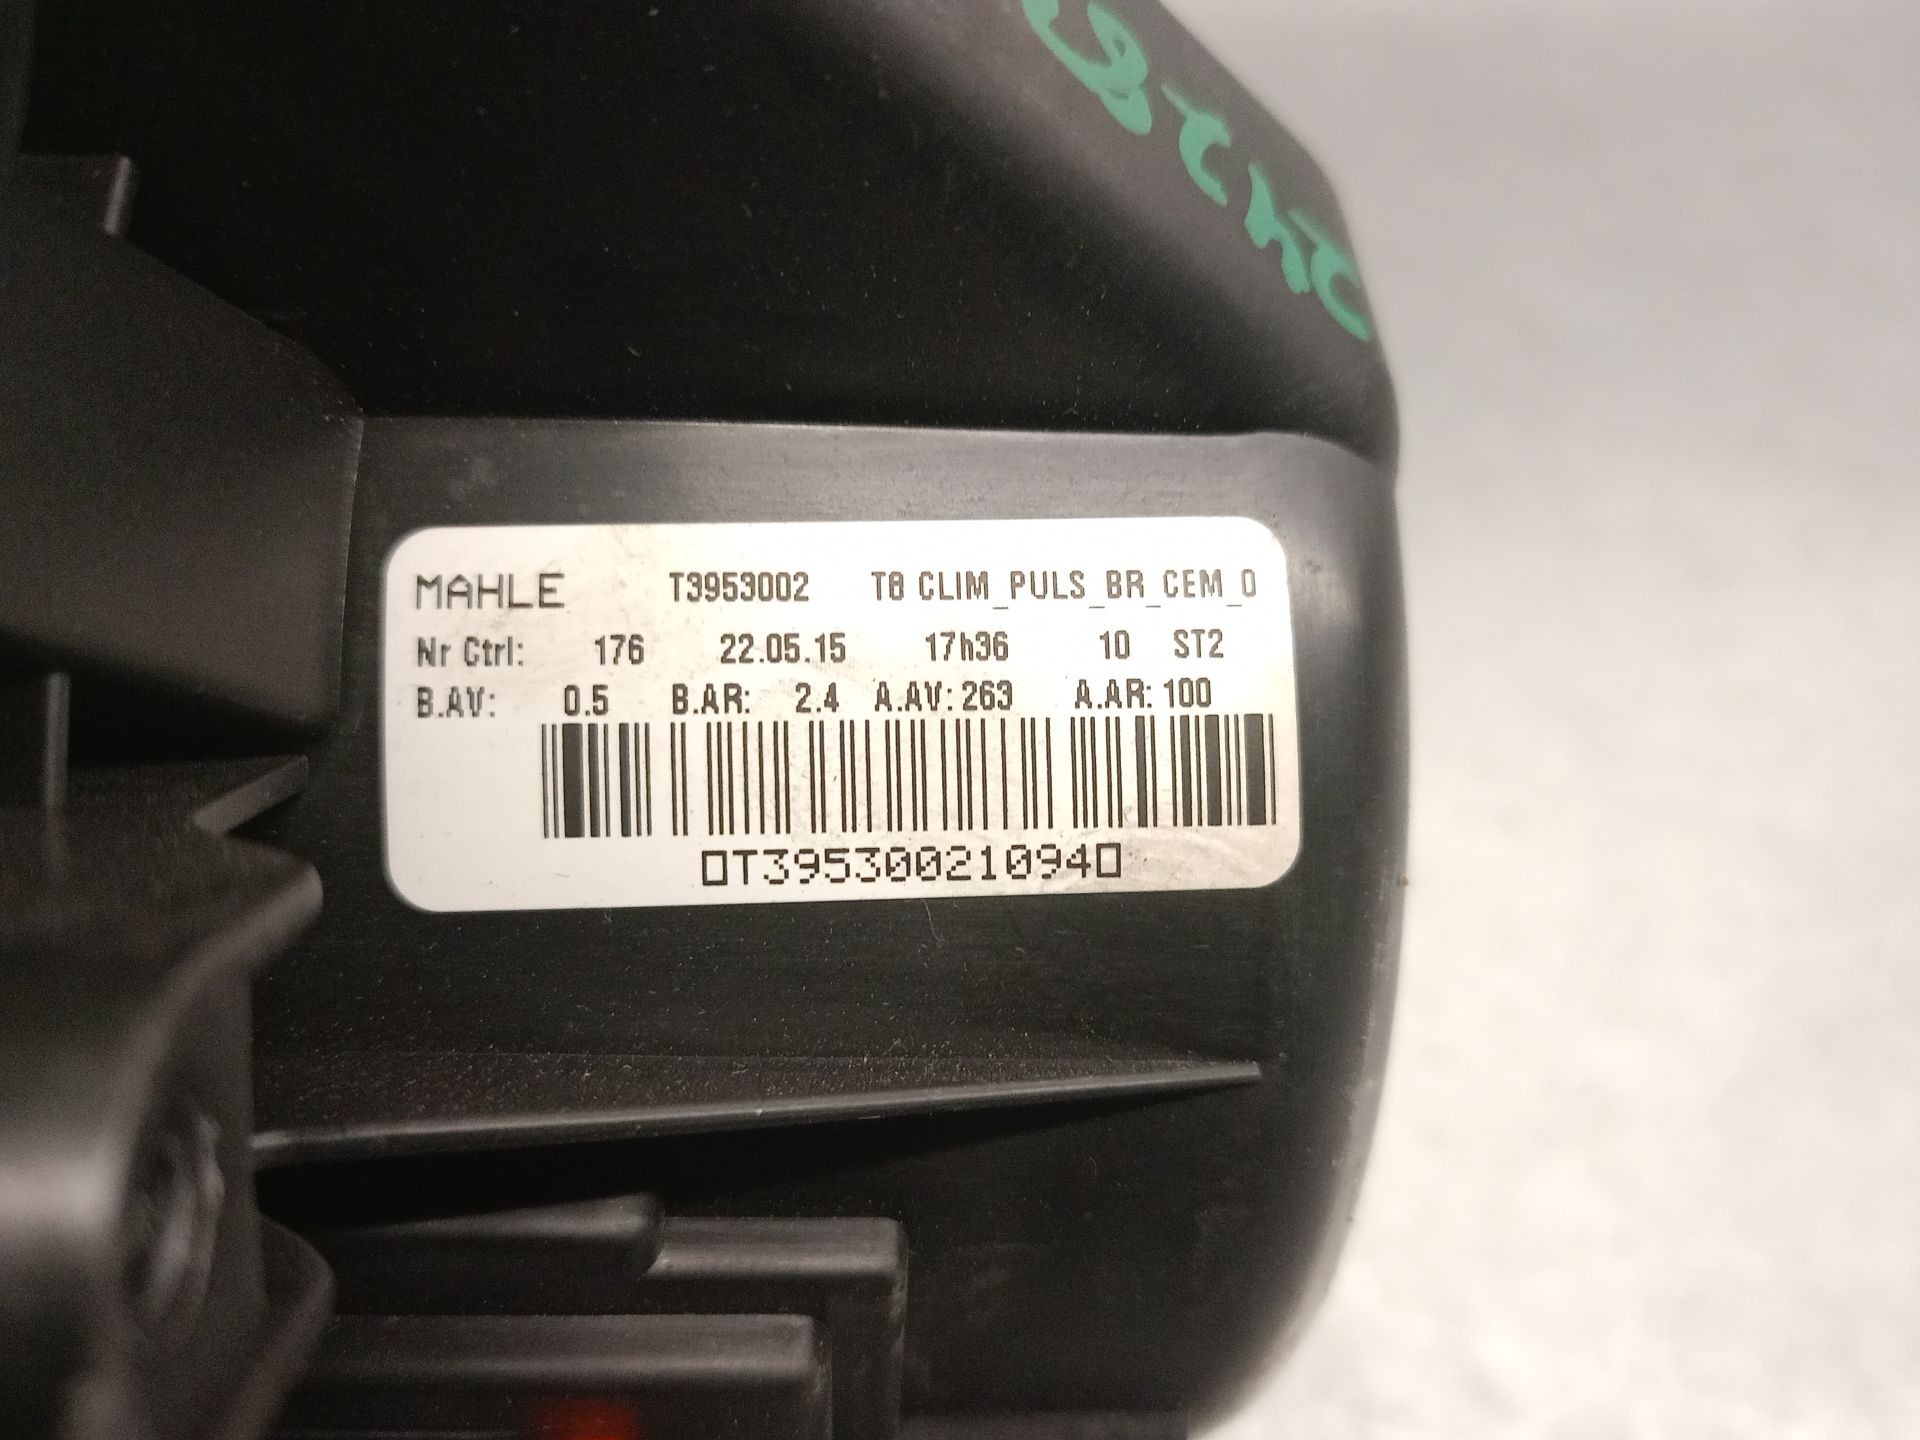 MAHLE T3953002 T8 CLIM_PULS_BR_CEM_0
Nr Ctrl: 176 22.05.15 17h36 10 ST2
B.AV: 0.5 B.AR: 2.4 A.AV: 263 A.AR: 100
▯T39530021094▯